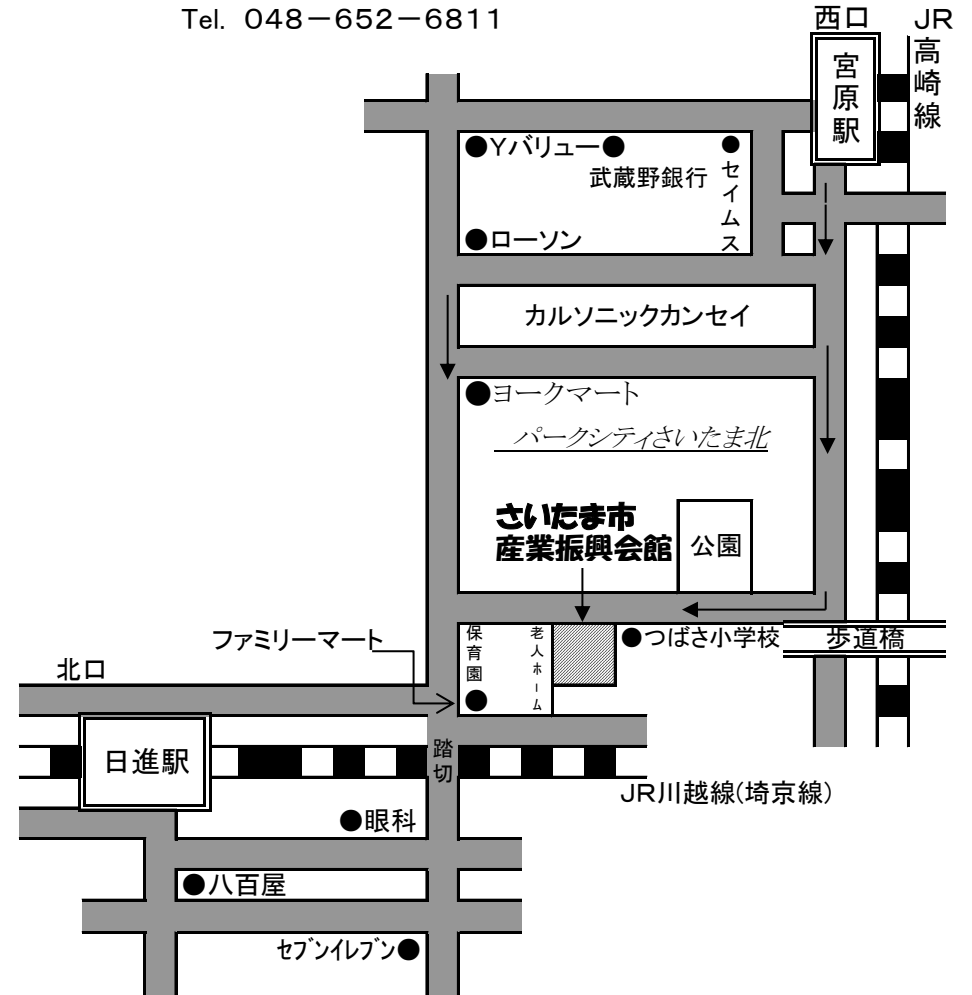 Tel. 048－652－6811
西口
JR高崎線
宮原駅
●Yバリュー●
武蔵野銀行
●セイムス
●ローソン
カルソニックカンセイ
●ヨークマート
パークシティさいたま北
さいたま市
産業振興会館
公園
ファミリーマート
保育園
老人ホーム
●つばさ小学校
歩道橋
北口
日進駅
踏切
JR川越線(埼京線)
●眼科
●八百屋
セブンイレブン●